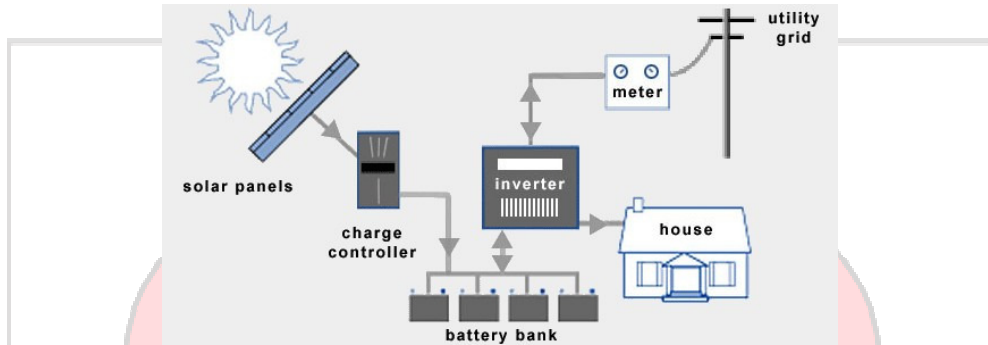 utility
grid
meter
solar panels
inverter
charge
controller
house
battery bank